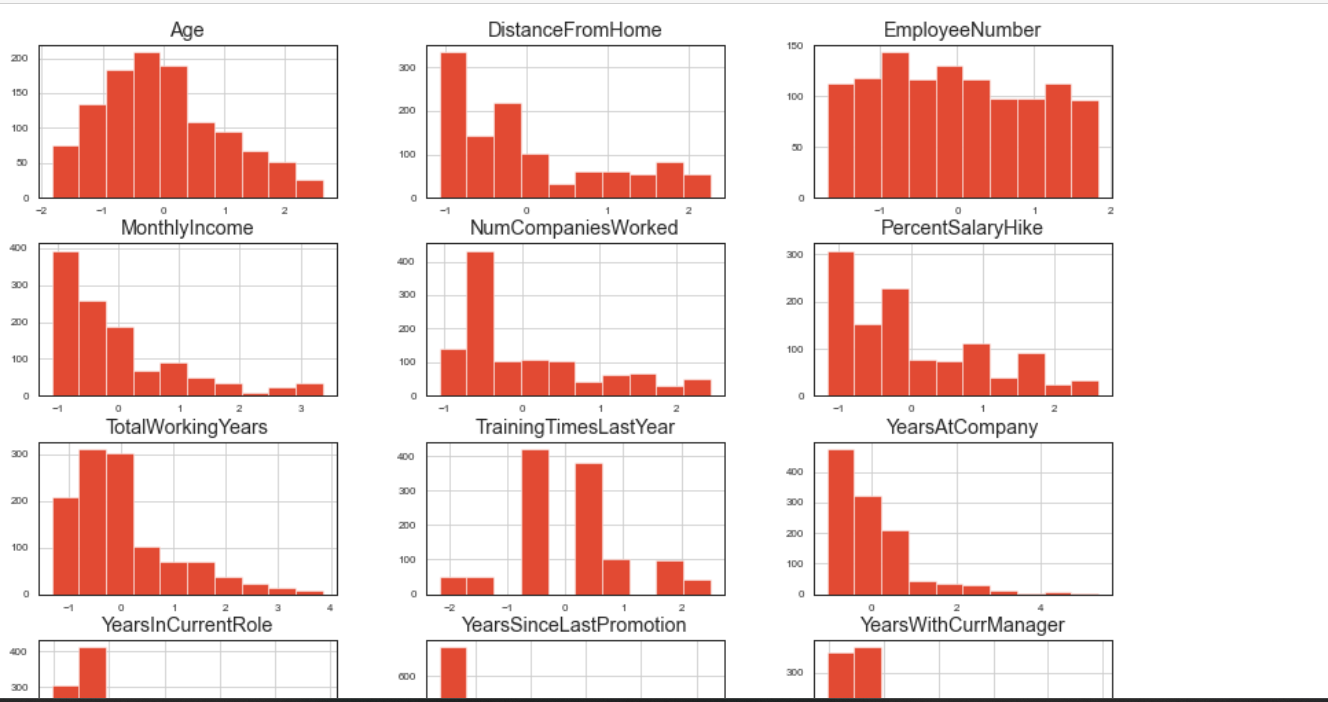 Age DistanceFromHome EmployeeNumber
200 150 100 50 0
−2 −1 0 1 2
300 200 100 0
−1 0 1 2
150 100 50 0
−1 0 1 2
MonthlyIncome NumCompaniesWorked PercentSalaryHike
400 300 200 100 0
−1 0 1 2 3
400 300 200 100 0
−1 0 1 2
300 200 100 0
−1 0 1 2
TotalWorkingYears TrainingTimesLastYear YearsAtCompany
300 200 100 0
−1 0 1 2 3 4
400 300 200 100 0
−2 −1 0 1 2
400 300 200 100 0
0 2 4
YearsInCurrentRole YearsSinceLastPromotion YearsWithCurrManager
400 300
600
300